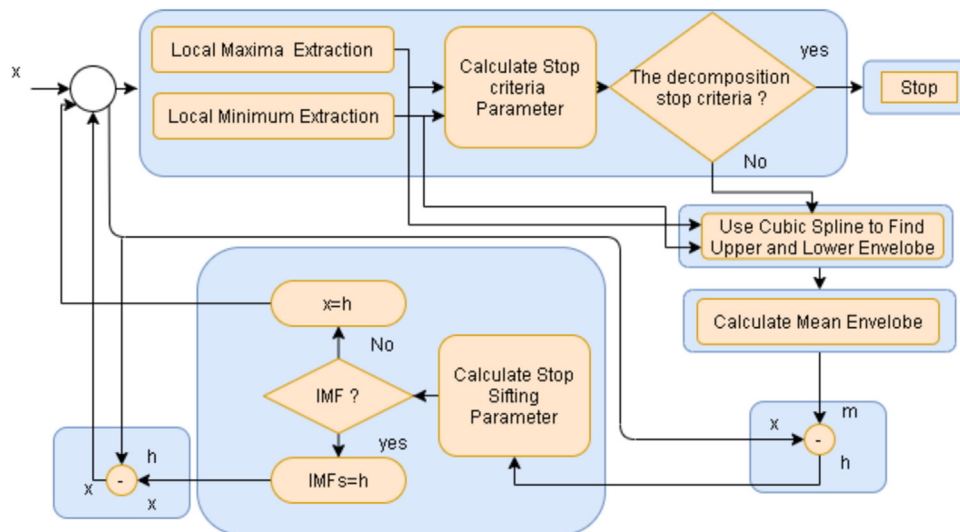 x
Local Maxima Extraction
Local Minimum Extraction
Calculate Stop
criteria
Parameter
The decomposition
stop criteria ?
yes
Stop
No
Use Cubic Spline to Find
Upper and Lower Envelobe
Calculate Mean Envelobe
m
x
-
h
Calculate Stop
Sifting
Parameter
IMF ?
No
x=h
yes
IMFs=h
h
x
-
x